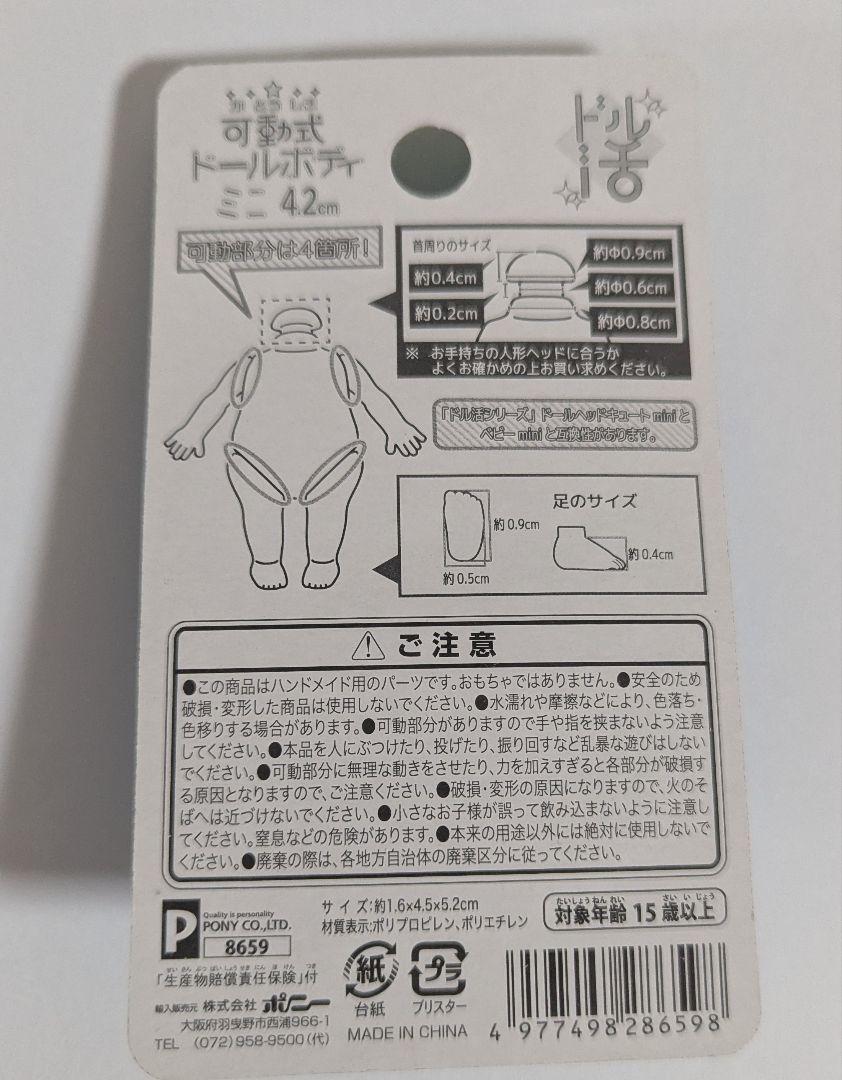 かどうしき
可動式
ドールボディ
ミニ 4.2cm
ドル活
可動部分は4箇所!
首周りのサイズ
約0.4cm
約0.2cm
約Φ0.9cm
約Φ0.6cm
約Φ0.8cm
※ お手持ちの人形ヘッドに合うか
よくお確かめの上お買い求めください。
「ドル活シリーズ」ドールヘッドキュートminiと
ベビーminiと互換性があります。
足のサイズ
約0.9cm
約0.5cm
約0.4cm
ご注意
●この商品はハンドメイド用のパーツです。おもちゃではありません。●安全のため
破損・変形した商品は使用しないでください。●水濡れや摩擦などにより、色落ち・
色移りする場合があります。●可動部分がありますので手や指を挟まないよう注意
してください。●本品を人にぶつけたり、投げたり、振り回すなど乱暴な遊びはしない
でください。●可動部分に無理な動きをさせたり、力を加えすぎると各部分が破損す
る原因となりますので、ご注意ください。●破損・変形の原因になりますので、火のそ
ばへは近づけないでください。●小さなお子様が誤って飲み込まないように注意し
てください。窒息などの危険があります。●本来の用途以外には絶対に使用しないで
ください。●廃棄の際は、各地方自治体の廃棄区分に従ってください。
P
Quality is personality
PONY CO.,LTD.
8659
サイズ:約1.6×4.5×5.2cm
材質表示:ポリプロピレン、ポリエチレン
たいしょうねんれい さいいじょう
対象年齢 15歳以上
せいさんぶつばいしょうせきにんほけん つき
「生産物賠償責任保険」付
輸入販売元 株式会社 ポニー
大阪府羽曳野市西浦966-1
TEL (072)958-9500(代)
紙
台紙
プラ
ブリスター
MADE IN CHINA
4 977498 286598